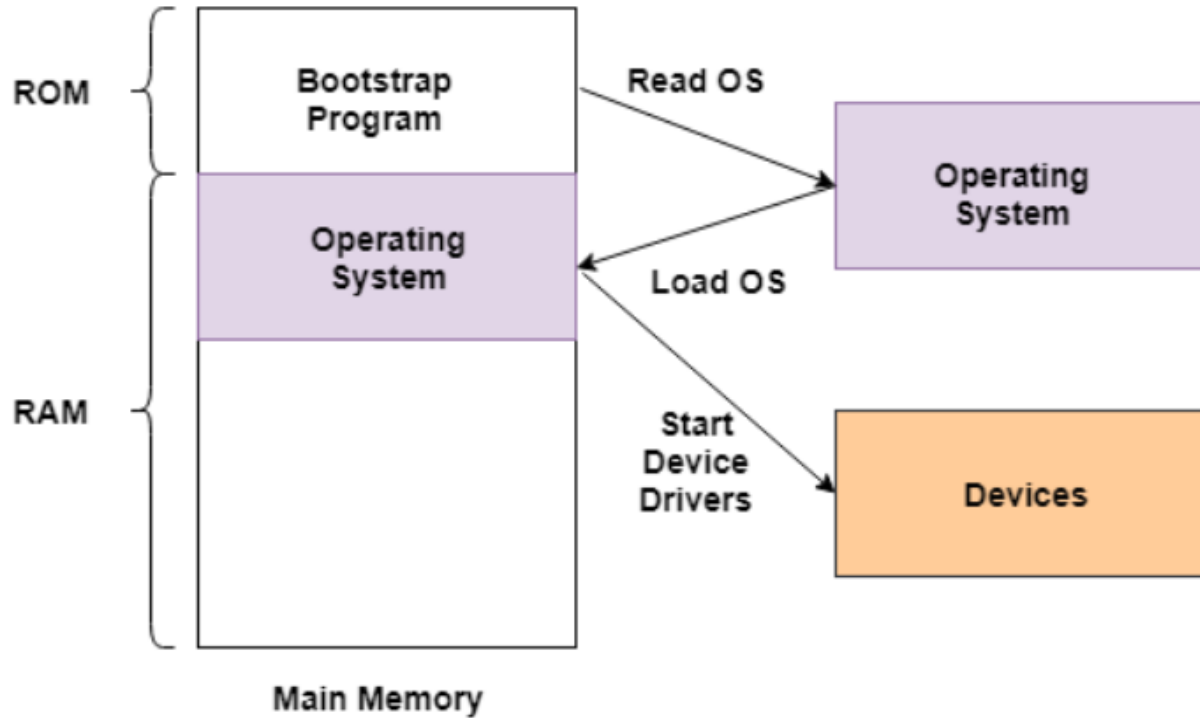 ROM
Bootstrap
Program
Read OS
Operating
System
Operating
System
Load OS
RAM
Start
Device
Drivers
Devices
Main Memory